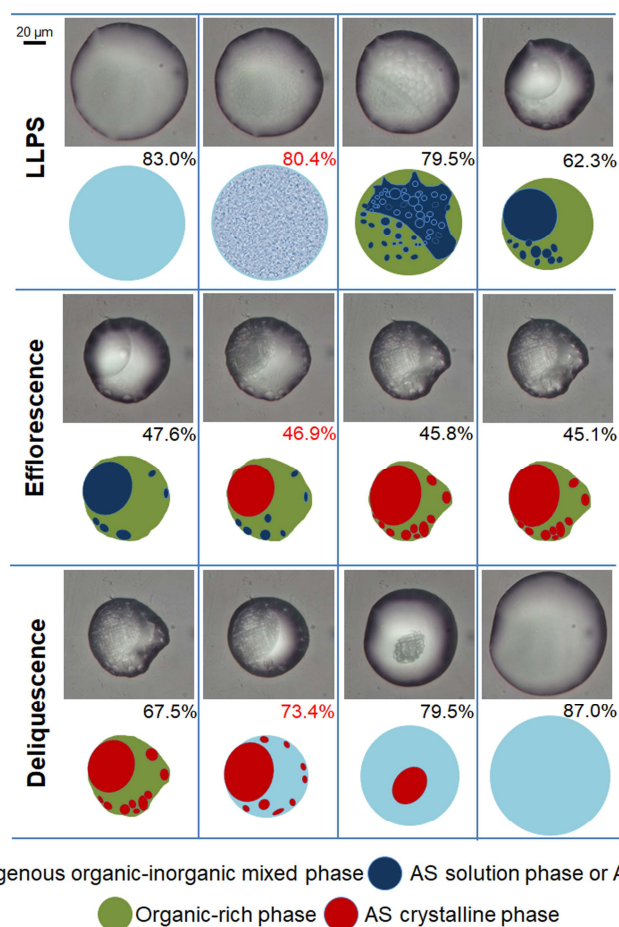 20 µm
LLPS
83.0%
80.4%
79.5%
62.3%
Efflorescence
47.6%
46.9%
45.8%
45.1%
Deliquescence
67.5%
73.4%
79.5%
87.0%
organic-inorganic mixed phase AS solution phase or
Organic-rich phase AS crystalline phase